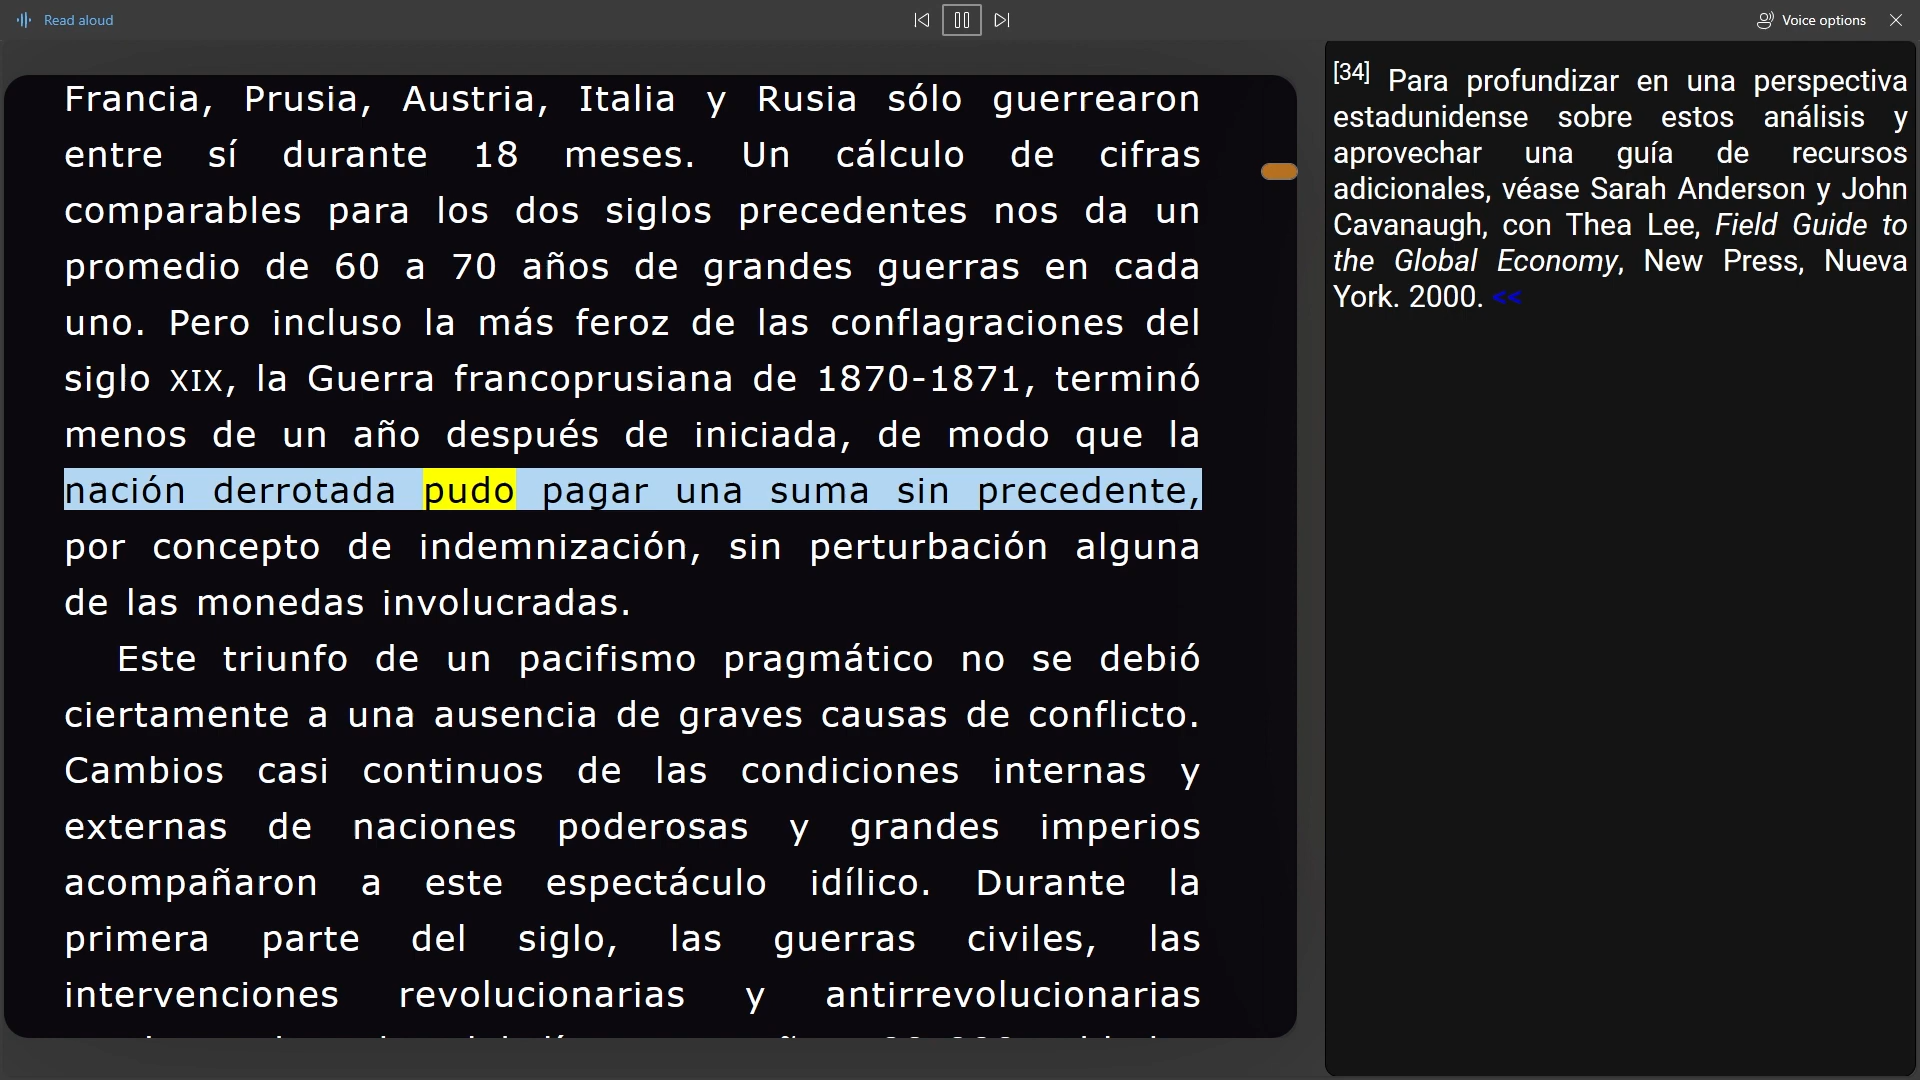 Read aloud
Voice options
Francia, Prusia, Austria, Italia y Rusia sólo guerrearon
entre sí durante 18 meses. Un cálculo de cifras
comparables para los dos siglos precedentes nos da un
promedio de 60 a 70 años de grandes guerras en cada
uno. Pero incluso la más feroz de las conflagraciones del
siglo XIX, la Guerra francoprusiana de 1870-1871, terminó
menos de un año después de iniciada, de modo que la
nación derrotada pudo pagar una suma sin precedente,
por concepto de indemnización, sin perturbación alguna
de las monedas involucradas.
Este triunfo de un pacifismo pragmático no se debió
ciertamente a una ausencia de graves causas de conflicto.
Cambios casi continuos de las condiciones internas y
externas de naciones poderosas y grandes imperios
acompañaron a este espectáculo idílico. Durante la
primera parte del siglo, las guerras civiles, las
intervenciones revolucionarias y antirrevolucionarias
[34] Para profundizar en una perspectiva
estadunidense sobre estos análisis y
aprovechar una guía de recursos
adicionales, véase Sarah Anderson y John
Cavanaugh, con Thea Lee, Field Guide to
the Global Economy, New Press, Nueva
York. 2000. <<